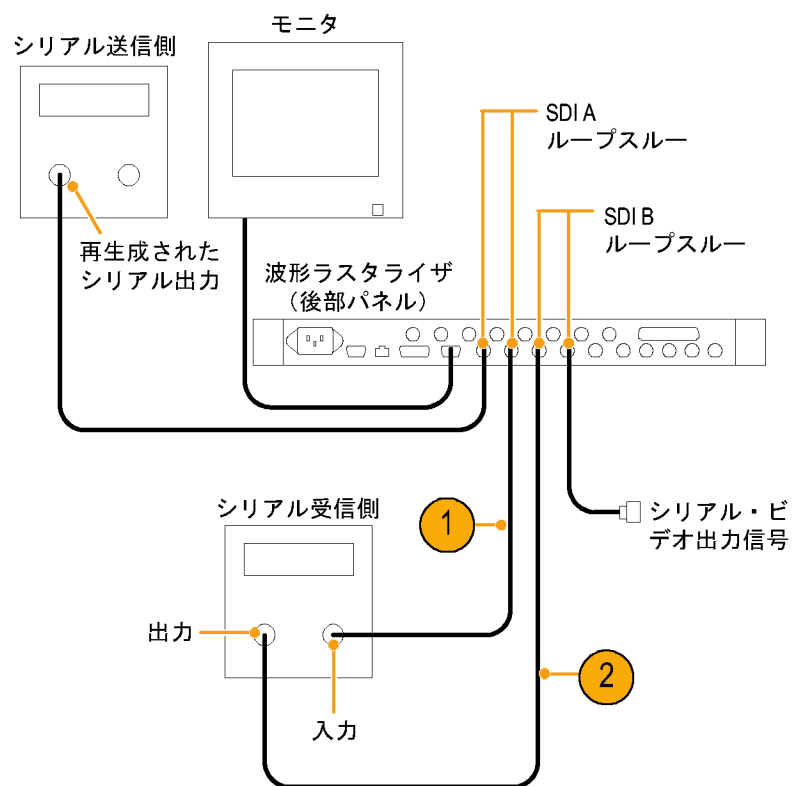 シリアル送信側
モニタ
SDI A
ループスルー
SDI B
ループスルー
再生成された
シリアル出力
波形ラスタライザ
（後部パネル）
シリアル受信側
1
シリアル・ビ
デオ出力信号
出力
2
入力